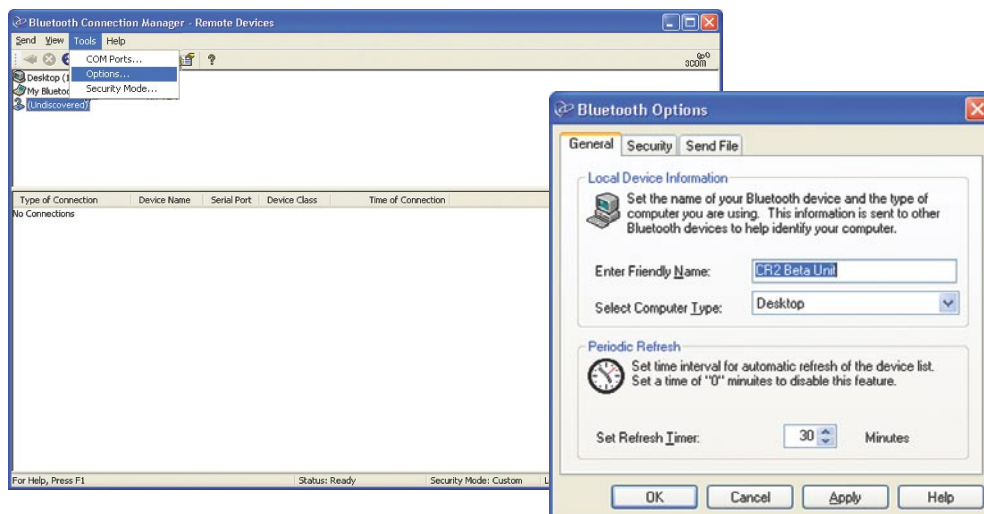 Bluetooth Connection Manager - Remote Devices
Send View Tools Help
COM Ports...
Options...
Security Mode...
?
3COM
Desktop (1
My Bluetoo
(Undiscovered)
Type of Connection Device Name Serial Port Device Class Time of Connection
No Connections
For Help, Press F1 Status: Ready Security Mode: Custom L
Bluetooth Options
General Security Send File
Local Device Information
Set the name of your Bluetooth device and the type of
computer you are using. This information is sent to other
Bluetooth devices to help identify your computer.
Enter Friendly Name: CR2 Beta Unit
Select Computer Type: Desktop
Periodic Refresh
Set time interval for automatic refresh of the device list.
Set a time of "0" minuites to disable this feature.
Set Refresh Timer: 30 Minutes
OK Cancel Apply Help